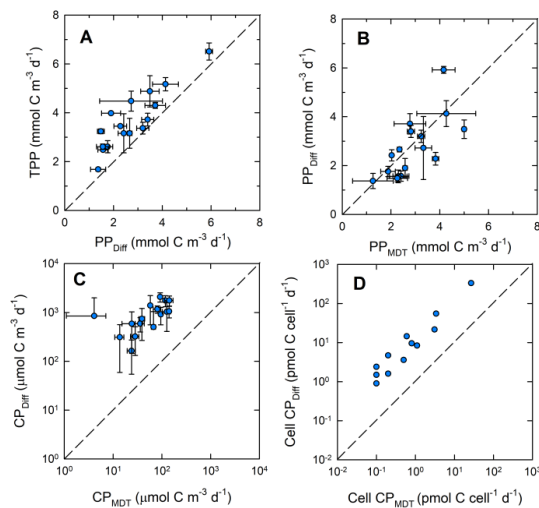 A
TPP (mmol C m⁻³ d⁻¹)
8
6
4
2
0
0 2 4 6 8
PP_Diff (mmol C m⁻³ d⁻¹)
B
PP_Diff (mmol C m⁻³ d⁻¹)
8
6
4
2
0
0 2 4 6 8
PP_MDT (mmol C m⁻³ d⁻¹)
C
CP_Diff (μmol C m⁻³ d⁻¹)
10⁴
10³
10²
10¹
10⁰
10⁰ 10¹ 10² 10³ 10⁴
CP_MDT (μmol C m⁻³ d⁻¹)
D
Cell CP_Diff (pmol C cell⁻¹ d⁻¹)
10³
10²
10¹
10⁰
10⁻¹
10⁻²
10⁻² 10⁻¹ 10⁰ 10¹ 10² 10³
Cell CP_MDT (pmol C cell⁻¹ d⁻¹)